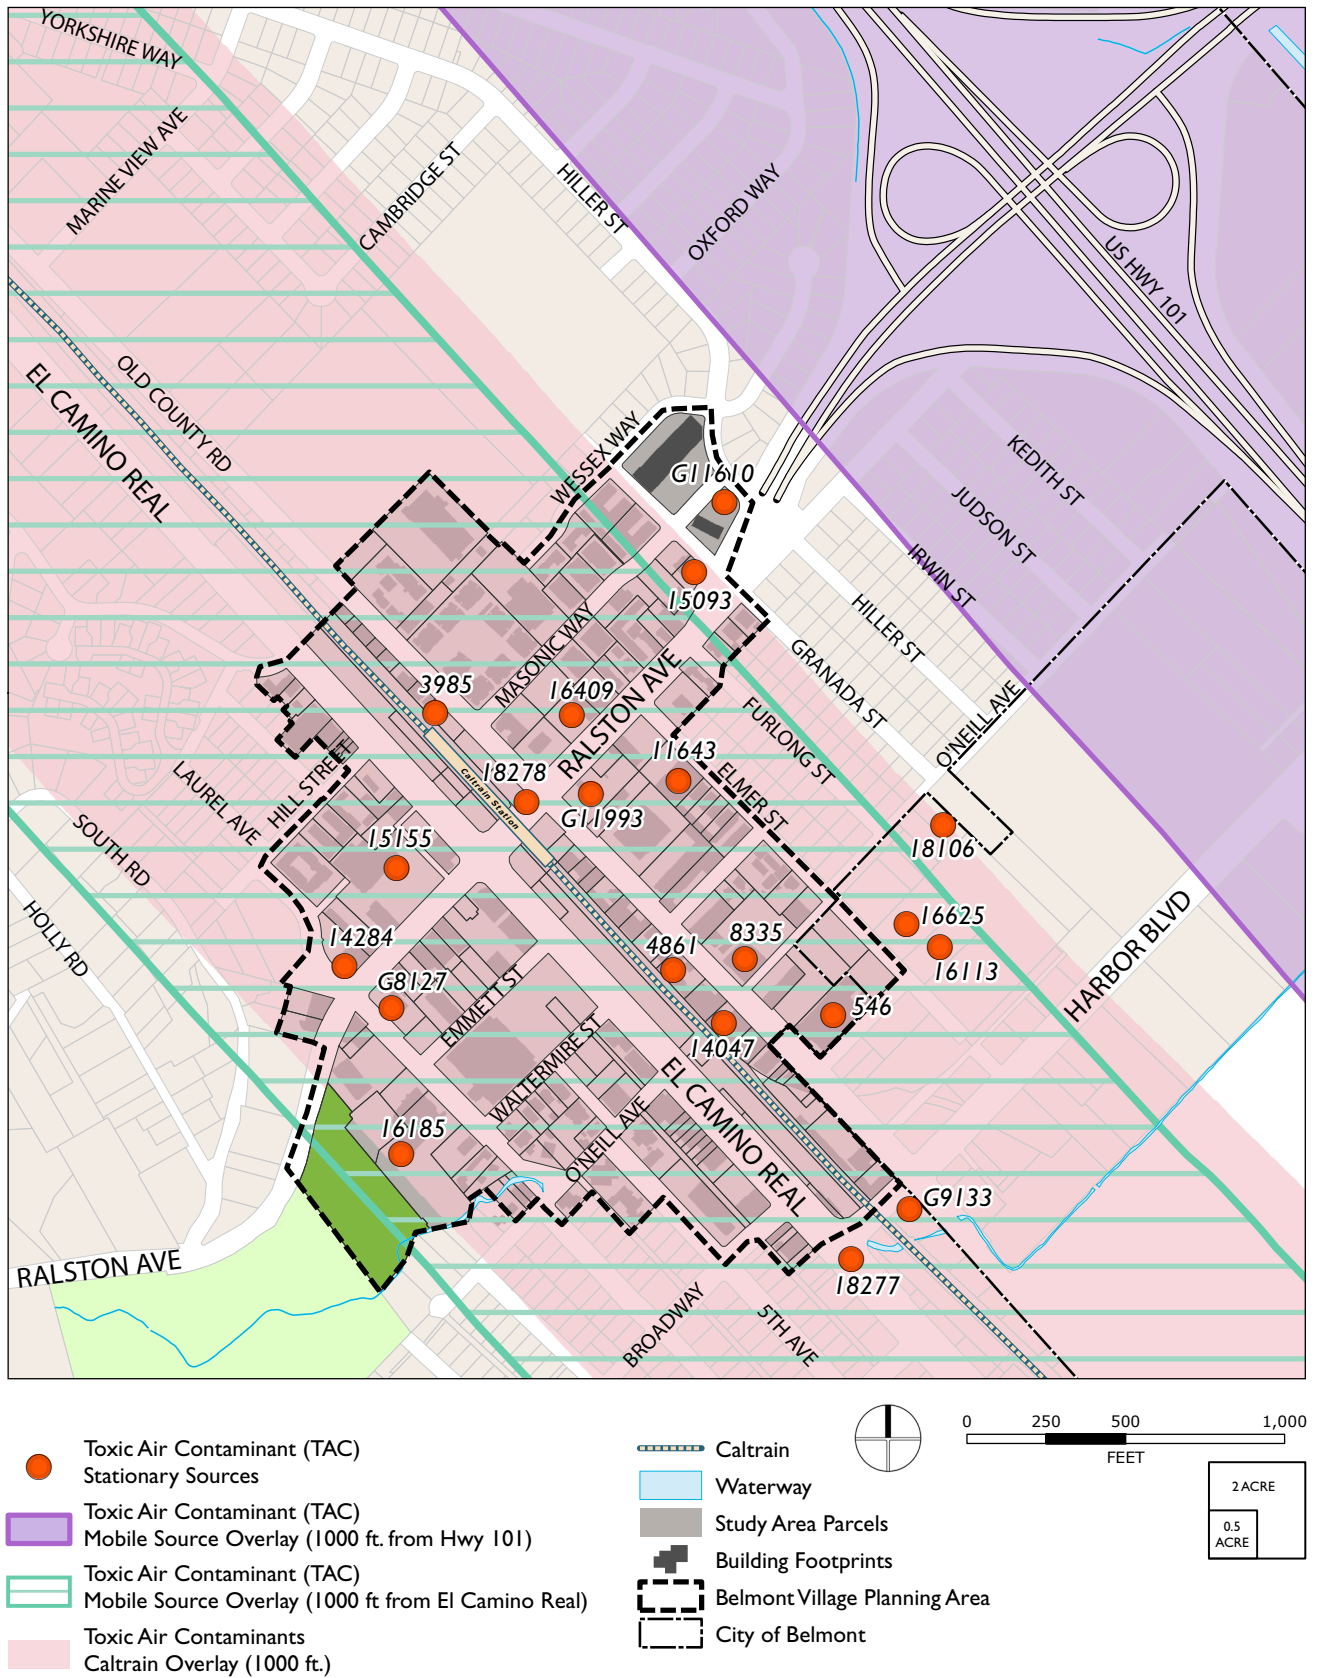 YORKSHIRE WAY
MARINE VIEW AVE
CAMBRIDGE ST
HILLER ST
OXFORD WAY
US HWY 101
OLD COUNTY RD
EL CAMINO REAL
WESSEX WAY
G11610
KEDITH ST
JUDSON ST
IRWIN ST
15093
HILLER ST
GRANADA ST
MASONIC WAY
3985
16409
RALSTON AVE
FURLONG ST
O'NEILL AVE
11643
18278
Caltrain Station
G11993
ELMER ST
LAUREL AVE
HILL STREET
SOUTH RD
15155
18106
HOLLY RD
14284
G8127
EMMETT ST
4861
8335
16625
16113
HARBOR BLVD
546
14047
WALTERMIRE ST
EL CAMINO REAL
O'NEILL AVE
16185
G9133
18277
RALSTON AVE
BROADWAY
5TH AVE
Toxic Air Contaminant (TAC)
Stationary Sources
Toxic Air Contaminant (TAC)
Mobile Source Overlay (1000 ft. from Hwy 101)
Toxic Air Contaminant (TAC)
Mobile Source Overlay (1000 ft from El Camino Real)
Toxic Air Contaminants
Caltrain Overlay (1000 ft.)
Caltrain
Waterway
Study Area Parcels
Building Footprints
Belmont Village Planning Area
City of Belmont
0 250 500 1,000
FEET
2 ACRE
0.5
ACRE